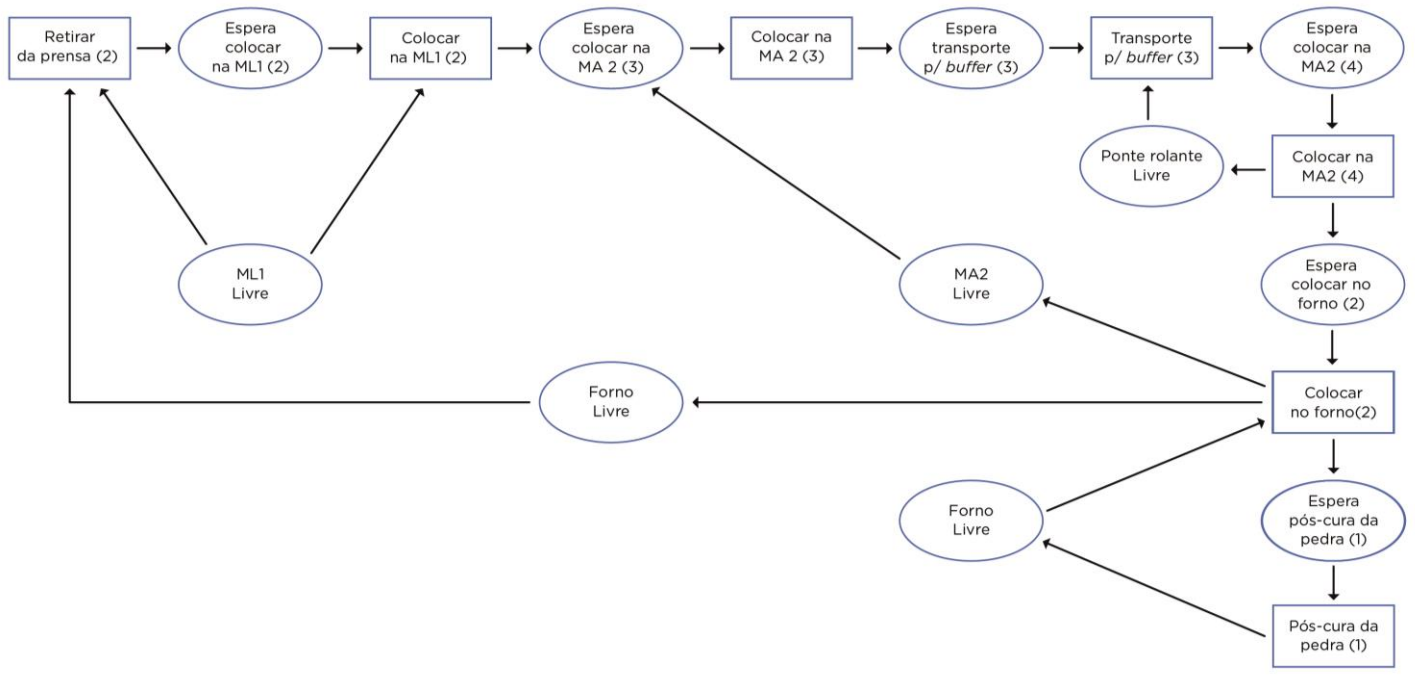 Retirar
da prensa (2)
Espera
colocar
na ML1 (2)
Colocar
na ML1 (2)
Espera
colocar na
MA 2 (3)
Colocar na
MA 2 (3)
Espera
transporte
p/ buffer (3)
Transporte
p/ buffer (3)
Espera
colocar na
MA2 (4)
Ponte rolante
Livre
Colocar na
MA2 (4)
ML1
Livre
MA2
Livre
Espera
colocar no
forno (2)
Forno
Livre
Colocar
no forno(2)
Forno
Livre
Espera
pós-cura da
pedra (1)
Pós-cura da
pedra (1)